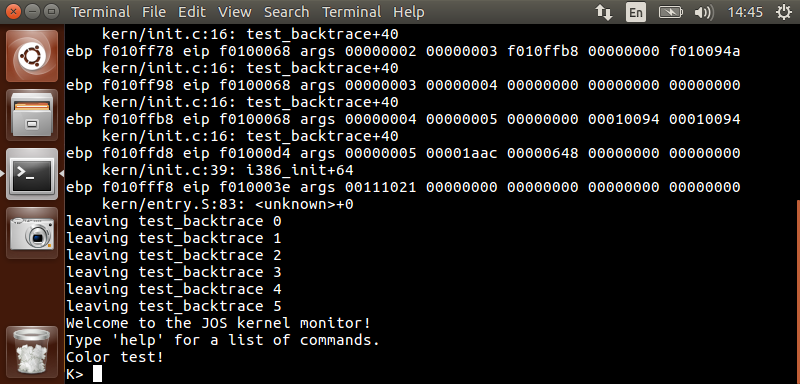 Terminal File Edit View Search Terminal Help En 14:45
kern/init.c:16: test_backtrace+40
ebp f010ff78 eip f0100068 args 00000002 00000003 f010ffb8 00000000 f010094a
kern/init.c:16: test_backtrace+40
ebp f010ff98 eip f0100068 args 00000003 00000004 00000000 00000000 00000000
kern/init.c:16: test_backtrace+40
ebp f010ffb8 eip f0100068 args 00000004 00000005 00000000 00010094 00010094
kern/init.c:16: test_backtrace+40
ebp f010ffd8 eip f01000d4 args 00000005 00001aac 00000648 00000000 00000000
kern/init.c:39: i386_init+64
ebp f010fff8 eip f010003e args 00111021 00000000 00000000 00000000 00000000
kern/entry.S:83: <unknown>+0
leaving test_backtrace 0
leaving test_backtrace 1
leaving test_backtrace 2
leaving test_backtrace 3
leaving test_backtrace 4
leaving test_backtrace 5
Welcome to the JOS kernel monitor!
Type 'help' for a list of commands.
Color test!
K>